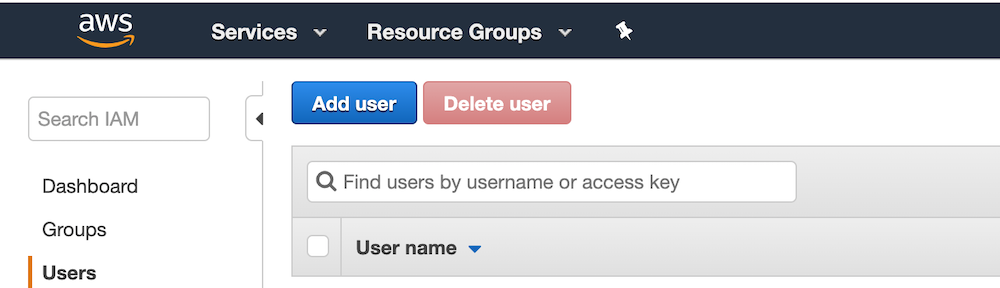 aws
Services
Resource Groups
Search IAM
Add user
Delete user
Find users by username or access key
Dashboard
Groups
Users
User name